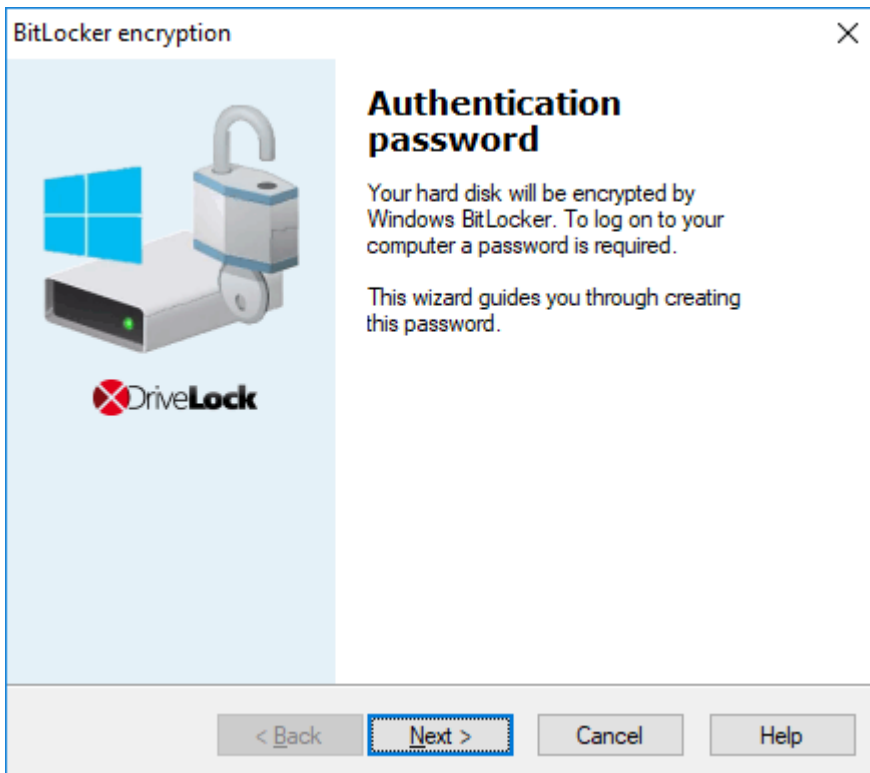 BitLocker encryption
Authentication
password
Your hard disk will be encrypted by
Windows BitLocker. To log on to your
computer a password is required.
This wizard guides you through creating
this password.
DriveLock
< Back
Next >
Cancel
Help